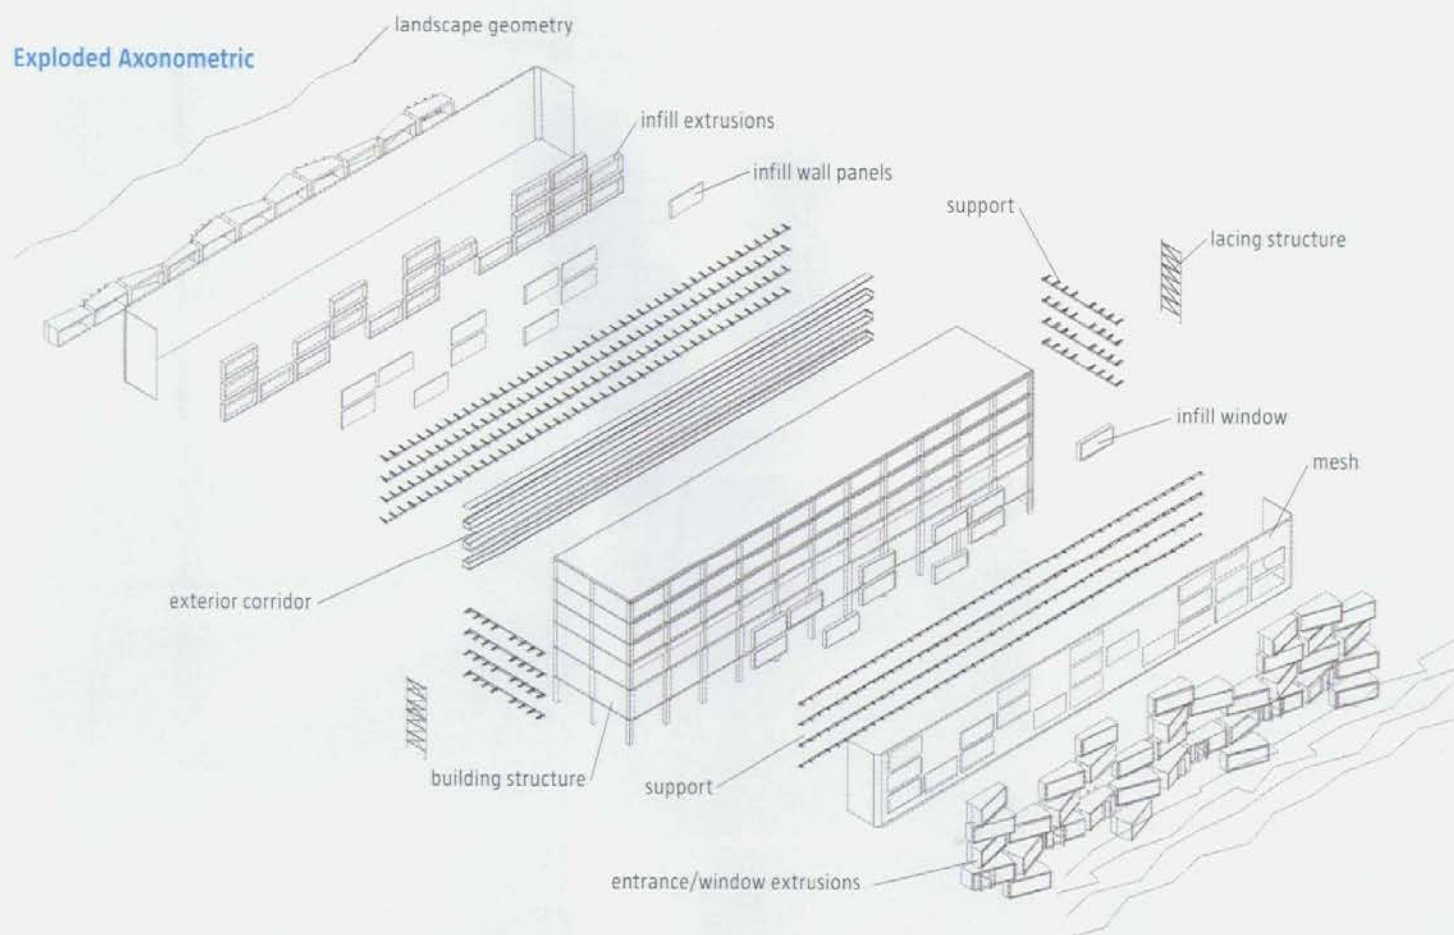 landscape geometry
Exploded Axonometric
infill extrusions
infill wall panels
support
lacing structure
infill window
mesh
exterior corridor
building structure
support
entrance/window extrusions